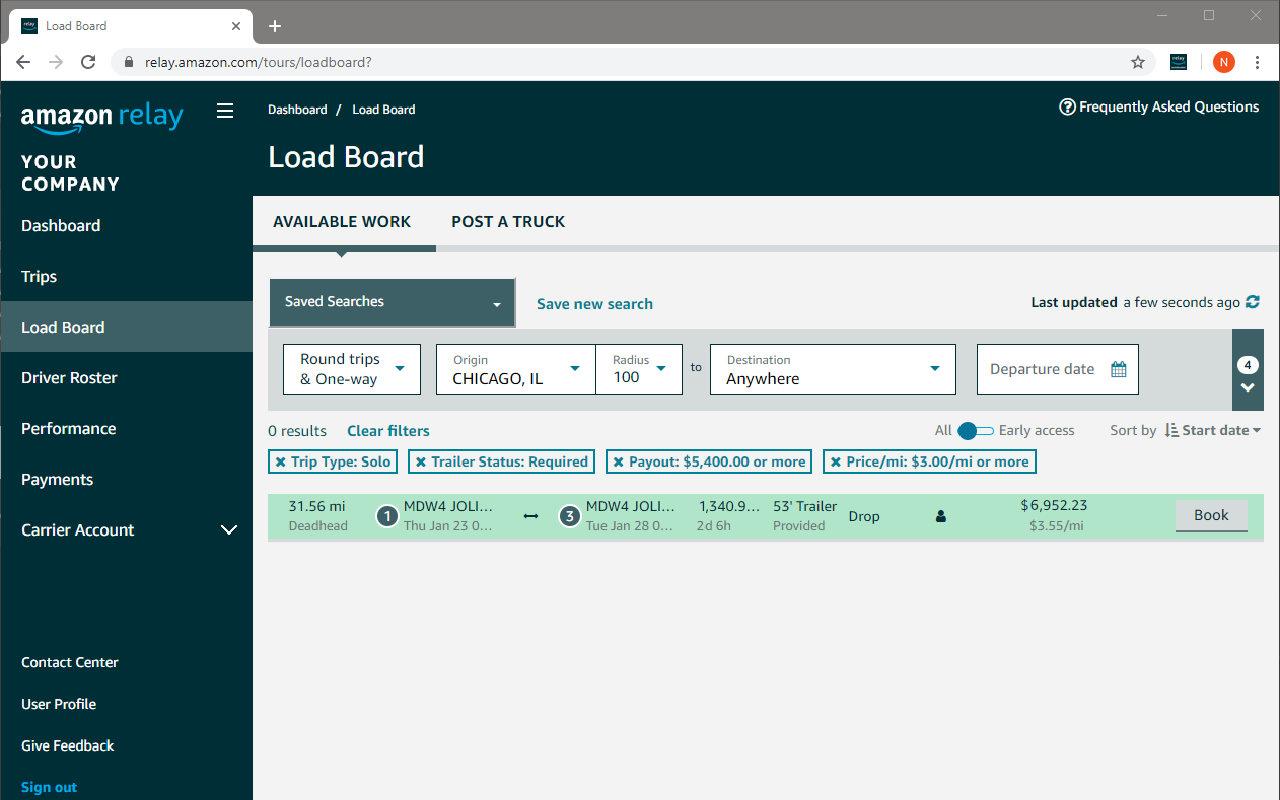 relay
Load Board
relay.amazon.com/tours/loadboard?
relay
N
amazon relay
Dashboard / Load Board
Frequently Asked Questions
YOUR
COMPANY
Load Board
Dashboard
Trips
Load Board
Driver Roster
Performance
Payments
Carrier Account
Contact Center
User Profile
Give Feedback
Sign out
AVAILABLE WORK
POST A TRUCK
Saved Searches
Save new search
Last updated a few seconds ago
Round trips
& One-way
Origin
CHICAGO, IL
Radius
100
to
Destination
Anywhere
Departure date
4
0 results
Clear filters
All
Early access
Sort by
Start date
Trip Type: Solo
Trailer Status: Required
Payout: $5,400.00 or more
Price/mi: $3.00/mi or more
31.56 mi
Deadhead
1
MDW4 JOLI...
Thu Jan 23 0...
3
MDW4 JOLI...
Tue Jan 28 0...
1,340.9...
2d 6h
53' Trailer
Provided
Drop
$6,952.23
$3.55/mi
Book